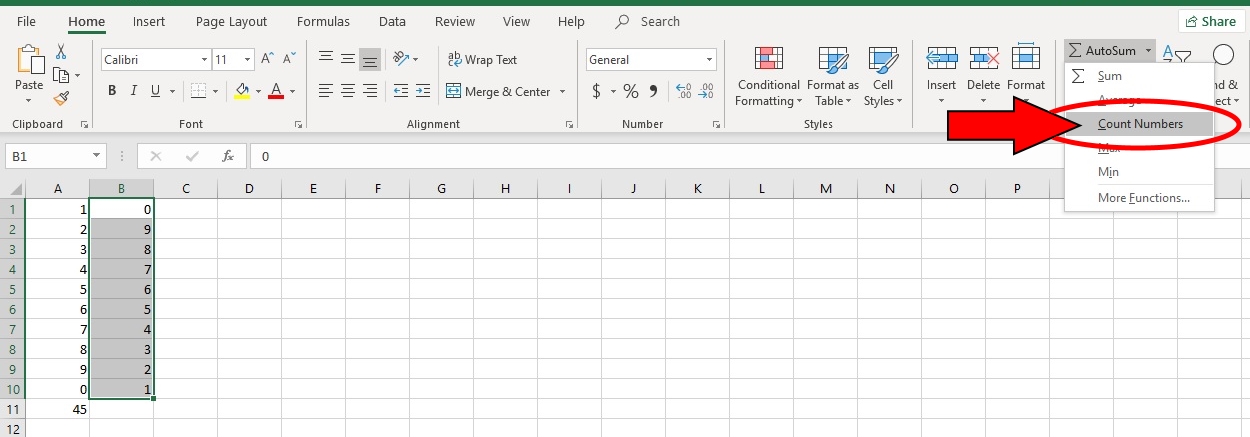 File Home Insert Page Layout Formulas Data Review View Help Search Share
Calibri 11 A A ab Wrap Text General Σ AutoSum A
Σ Sum
Paste Conditional Format as Cell Insert Delete Format
Average
B I U A Merge & Center $ % , .00 .0 Formatting Table Styles
Count Numbers
Clipboard Font Alignment Number Styles
Max
B1 fx 0
Min
More Functions...
A B C D E F G H I J K L M N O P
1 1 0
2 2 9
3 3 8
4 4 7
5 5 6
6 6 5
7 7 4
8 8 3
9 9 2
10 0 1
11 45
12